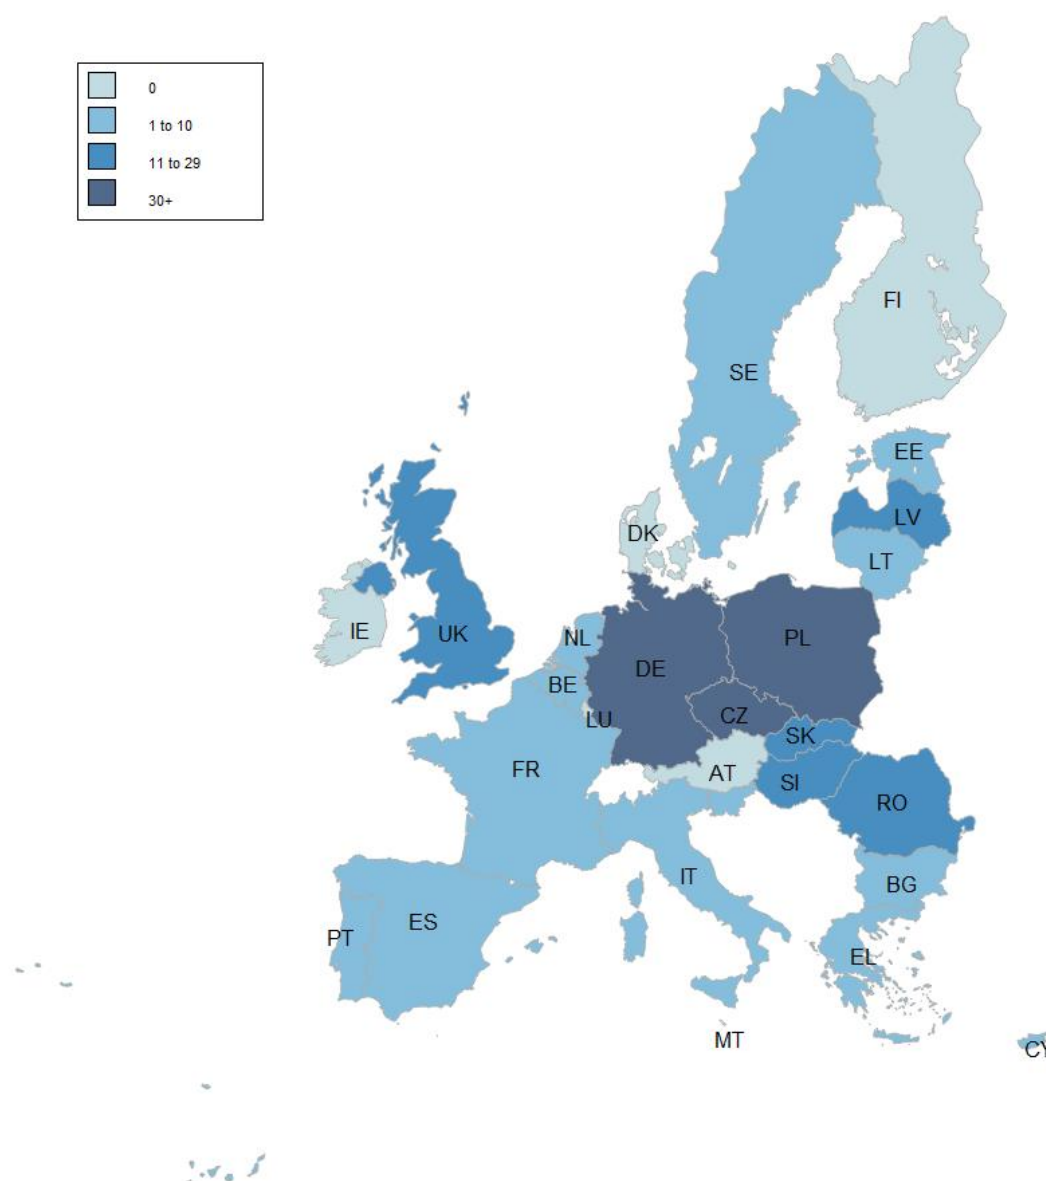 0
1 to 10
11 to 29
30+
FI
SE
EE
LV
DK
LT
IE
UK
NL
PL
DE
BE
CZ
LU
SK
FR
AT
SI
RO
IT
BG
ES
PT
EL
MT
CY